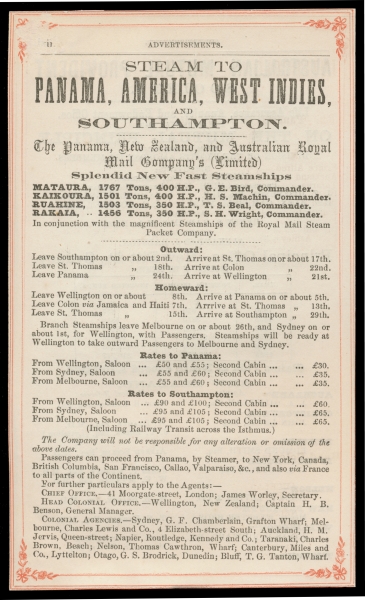 12
ADVERTISEMENTS.
STEAM TO
PANAMA, AMERICA, WEST INDIES,
AND
SOUTHAMPTON.
The Panama, New Zealand, and Australian Royal
Mail Company's (Limited)
Splendid New Fast Steamships
MATAURA, 1767 Tons, 400 H.P., G. E. Bird, Commander.
KAIKOURA, 1501 Tons, 400 H.P., H. S. Machin, Commander.
RUAHINE, 1503 Tons, 350 H.P., T. S. Beal, Commander.
RAKAIA, .. 1456 Tons, 350 H.P., S. H. Wright, Commander.
In conjunction with the magnificent Steamships of the Royal Mail Steam
Packet Company.
Outward:
Leave Southampton on or about 2nd. Arrive at St. Thomas on or about 17th.
Leave St. Thomas „ 18th. Arrive at Colon „ 22nd.
Leave Panama „ 24th. Arrive at Wellington „ 21st.
Homeward:
Leave Wellington on or about 8th. Arrive at Panama on or about 5th.
Leave Colon via Jamaica and Haiti 7th. Arrrive at St. Thomas „ 13th.
Leave St. Thomas „ 15th. Arrive at Southampton „ 29th.
Branch Steamships leave Melbourne on or about 26th, and Sydney on or
about 1st, for Wellington, with Passengers. Steamships will be ready at
Wellington to take outward Passengers to Melbourne and Sydney.
Rates to Panama:
From Wellington, Saloon ... £50 and £55; Second Cabin ... ... £30.
From Sydney, Saloon ... £55 and £60; Second Cabin ... ... £35.
From Melbourne, Saloon ... £55 and £60; Second Cabin ... ... £35.
Rates to Southampton:
From Wellington, Saloon ... £90 and £100; Second Cabin ... £60.
From Sydney, Saloon ... £95 and £105; Second Cabin ... £65.
From Melbourne, Saloon ... £95 and £105; Second Cabin ... £65.
(Including Railway Transit across the Isthmus.)
The Company will not be responsible for any alteration or omission of the
above dates.
Passengers can proceed from Panama, by Steamer, to New York, Canada,
British Columbia, San Francisco, Callao, Valparaiso, &c., and also via France
to all parts of the Continent.
For further particulars apply to the Agents:—
CHIEF OFFICE,—41 Moorgate-street, London; James Worley, Secretary.
HEAD COLONIAL OFFICE.—Wellington, New Zealand; Captain H. B.
Benson, General Manager.
COLONIAL AGENCIES.—Sydney, G. F. Chamberlain, Grafton Wharf; Mel-
bourne, Charles Lewis and Co., 4 Elizabeth-street South; Auckland, H. M.
Jervis, Queen-street; Napier, Routledge, Kennedy and Co.; Taranaki, Charles
Brown, Beach; Nelson, Thomas Cawthron, Wharf; Canterbury, Miles and
Co., Lyttelton; Otago, G. S. Brodrick, Dunedin; Bluff, T. G. Tanton, Wharf.